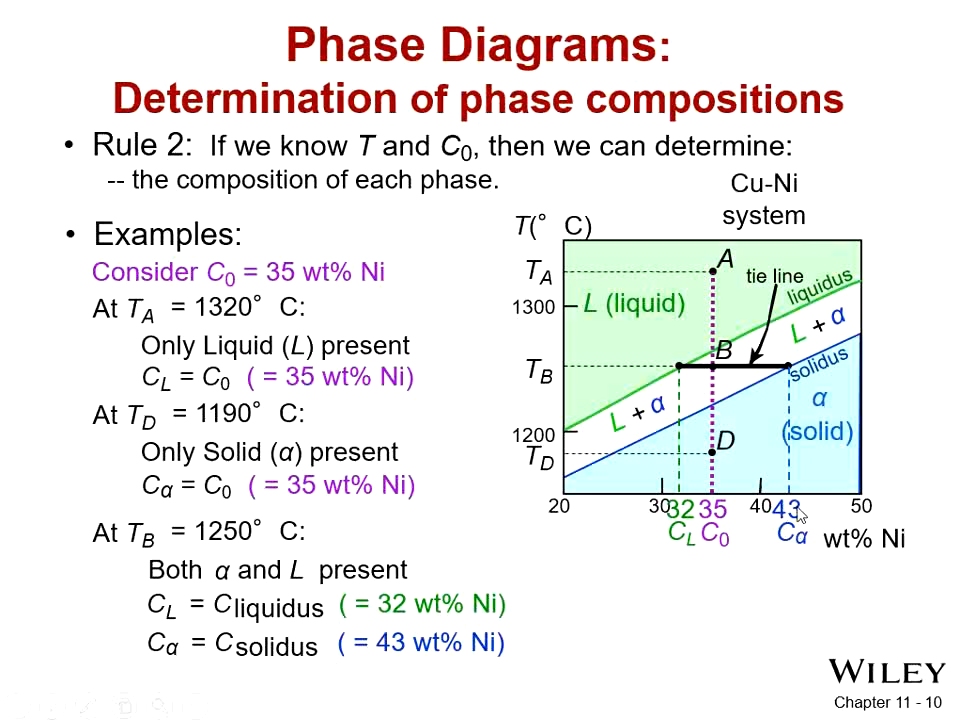 Phase Diagrams:
Determination of phase compositions
• Rule 2: If we know T and C0, then we can determine:
-- the composition of each phase.
• Examples:
Consider C0 = 35 wt% Ni
At TA = 1320° C:
Only Liquid (L) present
CL = C0 ( = 35 wt% Ni)
At TD = 1190° C:
Only Solid (α) present
Cα = C0 ( = 35 wt% Ni)
At TB = 1250° C:
Both α and L present
CL = Cliquidus ( = 32 wt% Ni)
Cα = Csolidus ( = 43 wt% Ni)
Cu-Ni
system
T(° C)
TA
A
tie line
liquidus
1300
L (liquid)
L + α
B
TB
solidus
L + α
α
(solid)
1200
D
TD
20 30 32 35 40 43 50
CL C0 Cα wt% Ni
WILEY
Chapter 11 - 10